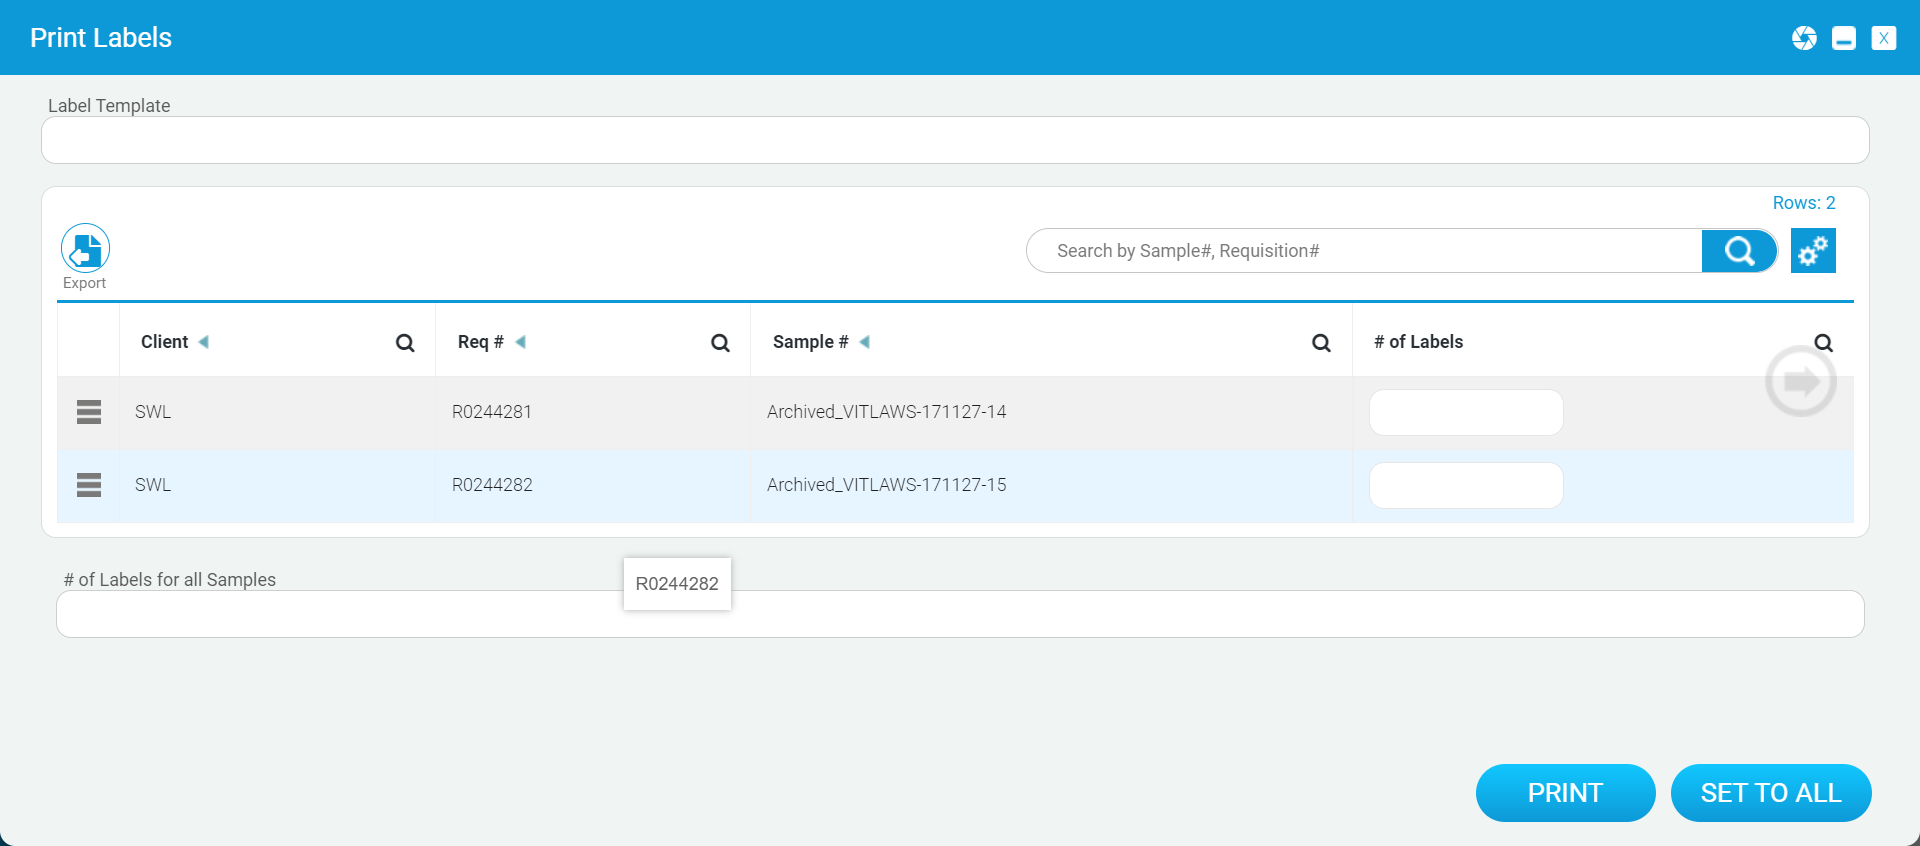 Print Labels
X
Label Template
Rows: 2
Export
Search by Sample#, Requisition#
Client Req # Sample # # of Labels
SWL R0244281 Archived_VITLAWS-171127-14
SWL R0244282 Archived_VITLAWS-171127-15
# of Labels for all Samples
R0244282
PRINT SET TO ALL